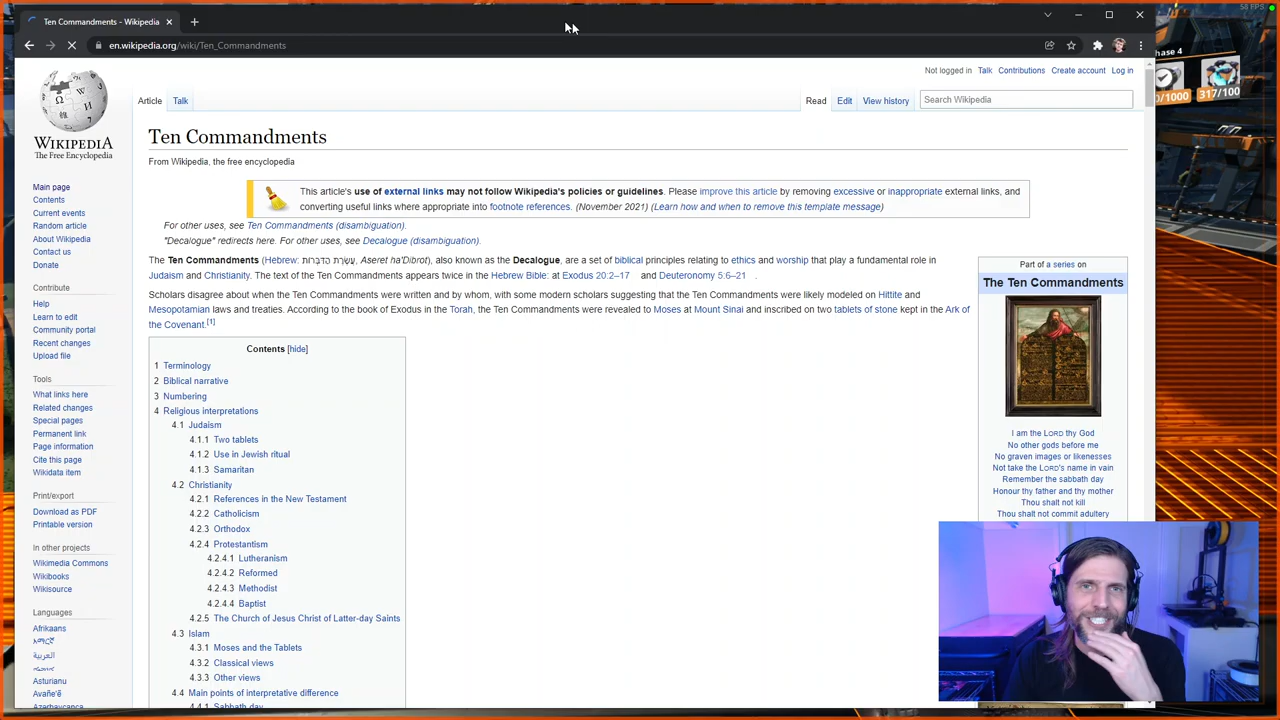 58 FPS
Ten Commandments - Wikipedia
en.wikipedia.org/wiki/Ten_Commandments
hase 4
0/1000
317/100
WIKIPEDIA
The Free Encyclopedia
Not logged in Talk Contributions Create account Log in
Article Talk
Read Edit View history Search Wikipedia
Ten Commandments
From Wikipedia, the free encyclopedia
This article's use of external links may not follow Wikipedia's policies or guidelines. Please improve this article by removing excessive or inappropriate external links, and
converting useful links where appropriate into footnote references. (November 2021) (Learn how and when to remove this template message)
For other uses, see Ten Commandments (disambiguation).
"Decalogue" redirects here. For other uses, see Decalogue (disambiguation).
The Ten Commandments (Hebrew: עֲשֶׂרֶת הַדִּבְּרוֹת, Aseret ha'Dibrot), also known as the Decalogue, are a set of biblical principles relating to ethics and worship that play a fundamental role in
Judaism and Christianity. The text of the Ten Commandments appears twice in the Hebrew Bible: at Exodus 20:2–17 and Deuteronomy 5:6–21 .
Scholars disagree about when the Ten Commandments were written and by whom, with some modern scholars suggesting that the Ten Commandments were likely modeled on Hittite and
Mesopotamian laws and treaties. According to the book of Exodus in the Torah, the Ten Commandments were revealed to Moses at Mount Sinai and inscribed on two tablets of stone kept in the Ark of
the Covenant.[1]
Contents [hide]
1 Terminology
2 Biblical narrative
3 Numbering
4 Religious interpretations
4.1 Judaism
4.1.1 Two tablets
4.1.2 Use in Jewish ritual
4.1.3 Samaritan
4.2 Christianity
4.2.1 References in the New Testament
4.2.2 Catholicism
4.2.3 Orthodox
4.2.4 Protestantism
4.2.4.1 Lutheranism
4.2.4.2 Reformed
4.2.4.3 Methodist
4.2.4.4 Baptist
4.2.5 The Church of Jesus Christ of Latter-day Saints
4.3 Islam
4.3.1 Moses and the Tablets
4.3.2 Classical views
4.3.3 Other views
4.4 Main points of interpretative difference
4.4.1 Sabbath day
Part of a series on
The Ten Commandments
I am the LORD thy God
No other gods before me
No graven images or likenesses
Not take the LORD's name in vain
Remember the sabbath day
Honour thy father and thy mother
Thou shalt not kill
Thou shalt not commit adultery
Main page
Contents
Current events
Random article
About Wikipedia
Contact us
Donate
Contribute
Help
Learn to edit
Community portal
Recent changes
Upload file
Tools
What links here
Related changes
Special pages
Permanent link
Page information
Cite this page
Wikidata item
Print/export
Download as PDF
Printable version
In other projects
Wikimedia Commons
Wikibooks
Wikisource
Languages
Afrikaans
አማርኛ
العربية
Asturianu
Avañe'ẽ
Azərbaycanca